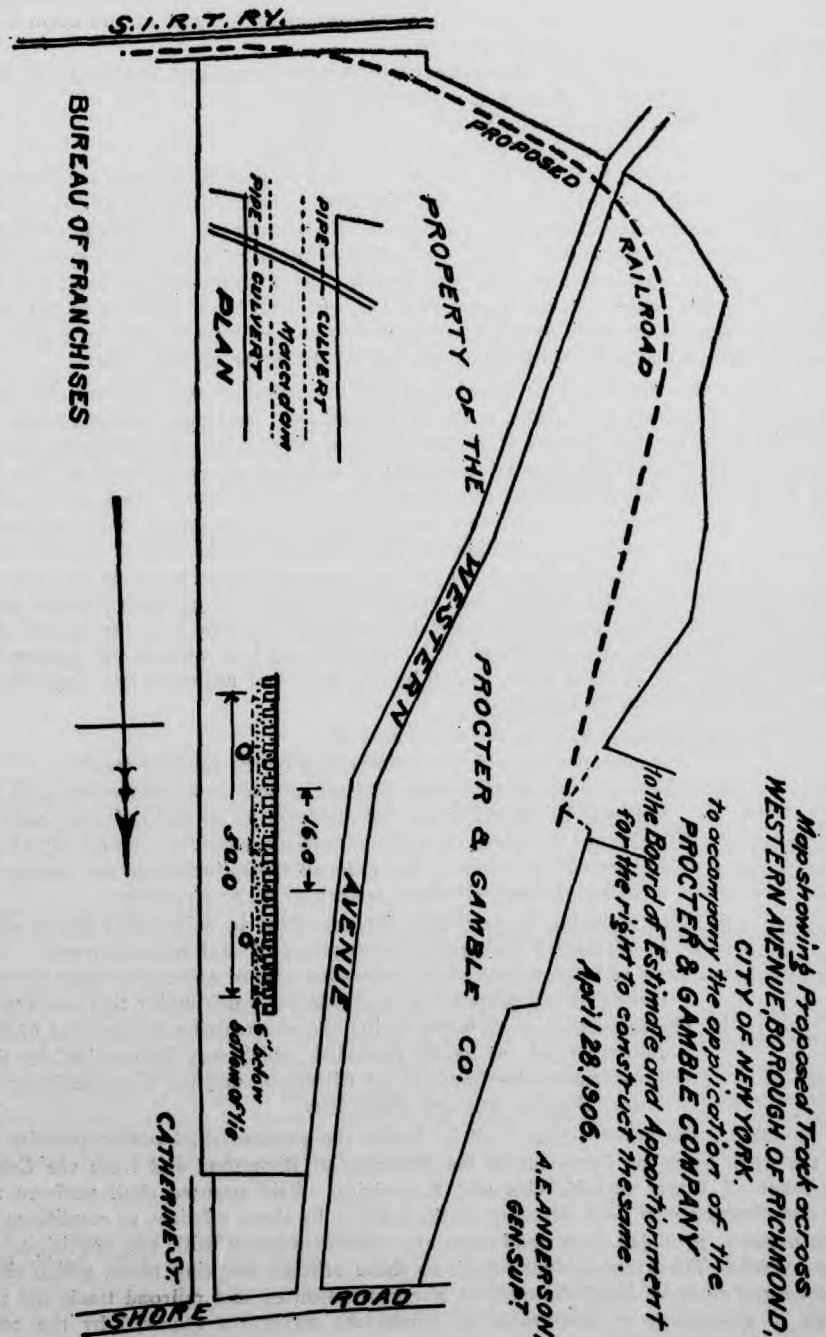 Map showing Proposed Track across
WESTERN AVENUE, BOROUGH OF RICHMOND,
CITY OF NEW YORK.
to accompany the application of the
PROCTER & GAMBLE COMPANY
to the Board of Estimate and Apportionment
for the right to construct the same.
April 28, 1906.
A.E. ANDERSON,
GEN. SUPT.
S.I.R.T. RY.
PROPOSED
RAILROAD
PROPERTY OF THE
PROCTER & GAMBLE CO.
WESTERN
AVENUE
PIPE CULVERT
Macerdam
PIPE CULVERT
PLAN
16.0
50.0
6" below
bottom of tie
BUREAU OF FRANCHISES
CATHERINE ST.
SHORE
ROAD